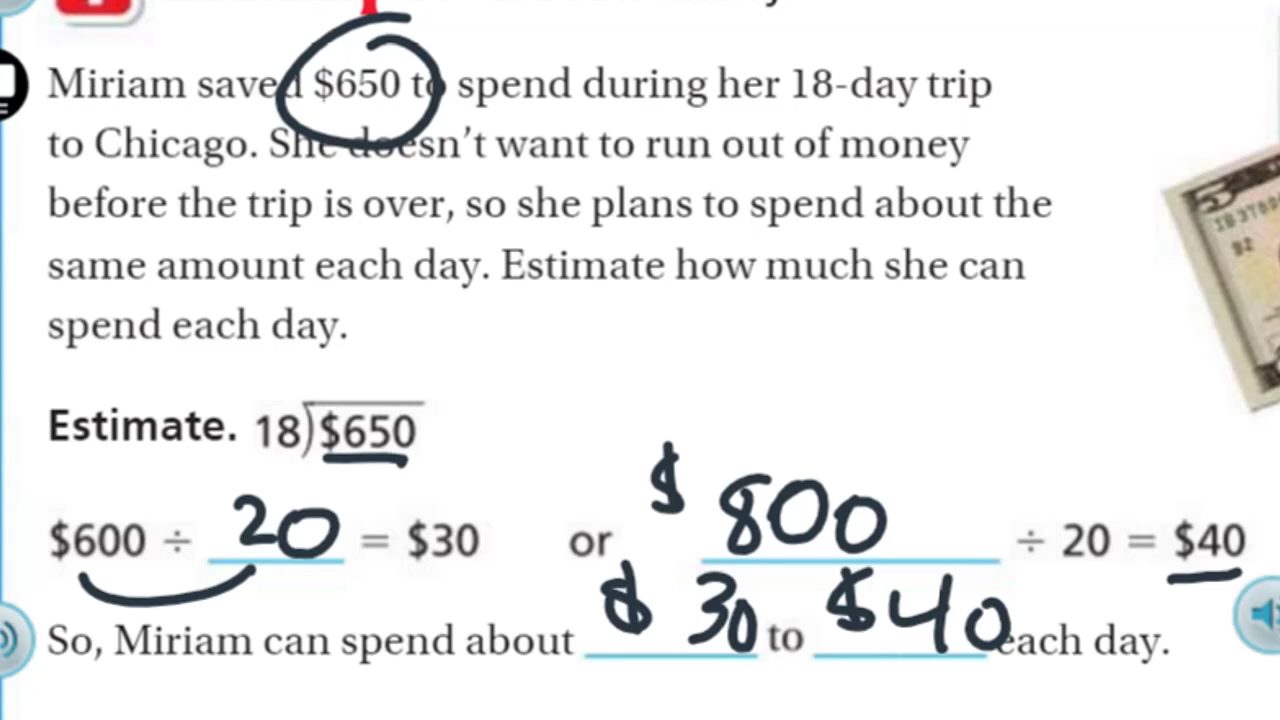 Miriam saved $650 to spend during her 18-day trip
to Chicago. She doesn't want to run out of money
before the trip is over, so she plans to spend about the
same amount each day. Estimate how much she can
spend each day.
Estimate. 18)$650
$600 ÷ 20 = $30 or $800 ÷ 20 = $40
So, Miriam can spend about $30 to $40 each day.